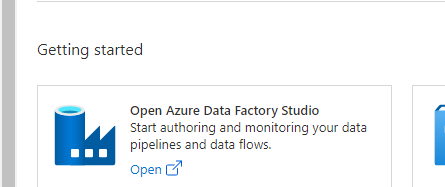 Getting started
Open Azure Data Factory Studio
Start authoring and monitoring your data
pipelines and data flows.
Open